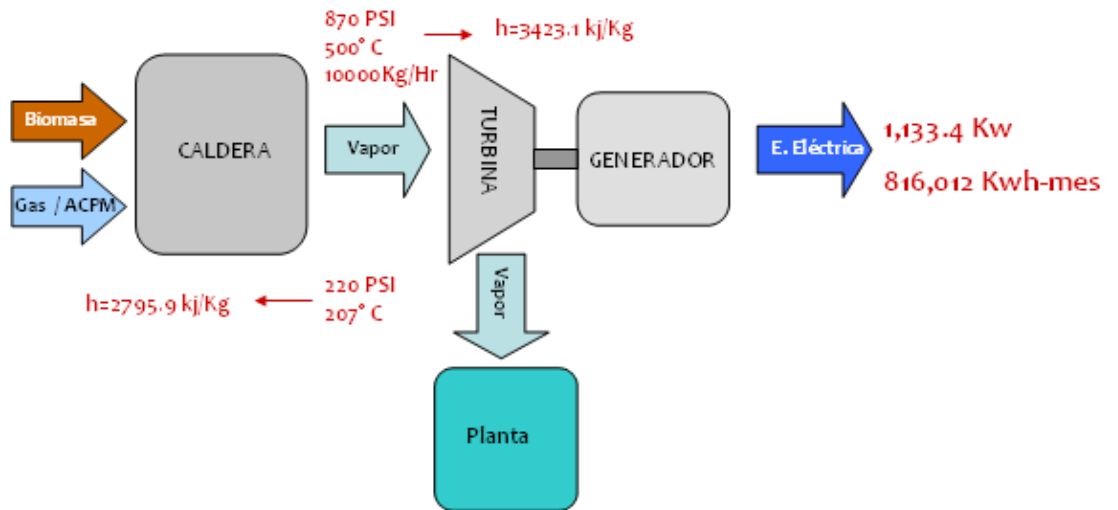 870 PSI
500° C
10000Kg/Hr
h=3423.1 kj/Kg
Biomasa
Gas / ACPM
CALDERA
Vapor
TURBINA
GENERADOR
E. Eléctrica
1,133.4 Kw
816,012 Kwh-mes
h=2795.9 kj/Kg
220 PSI
207° C
Vapor
Planta